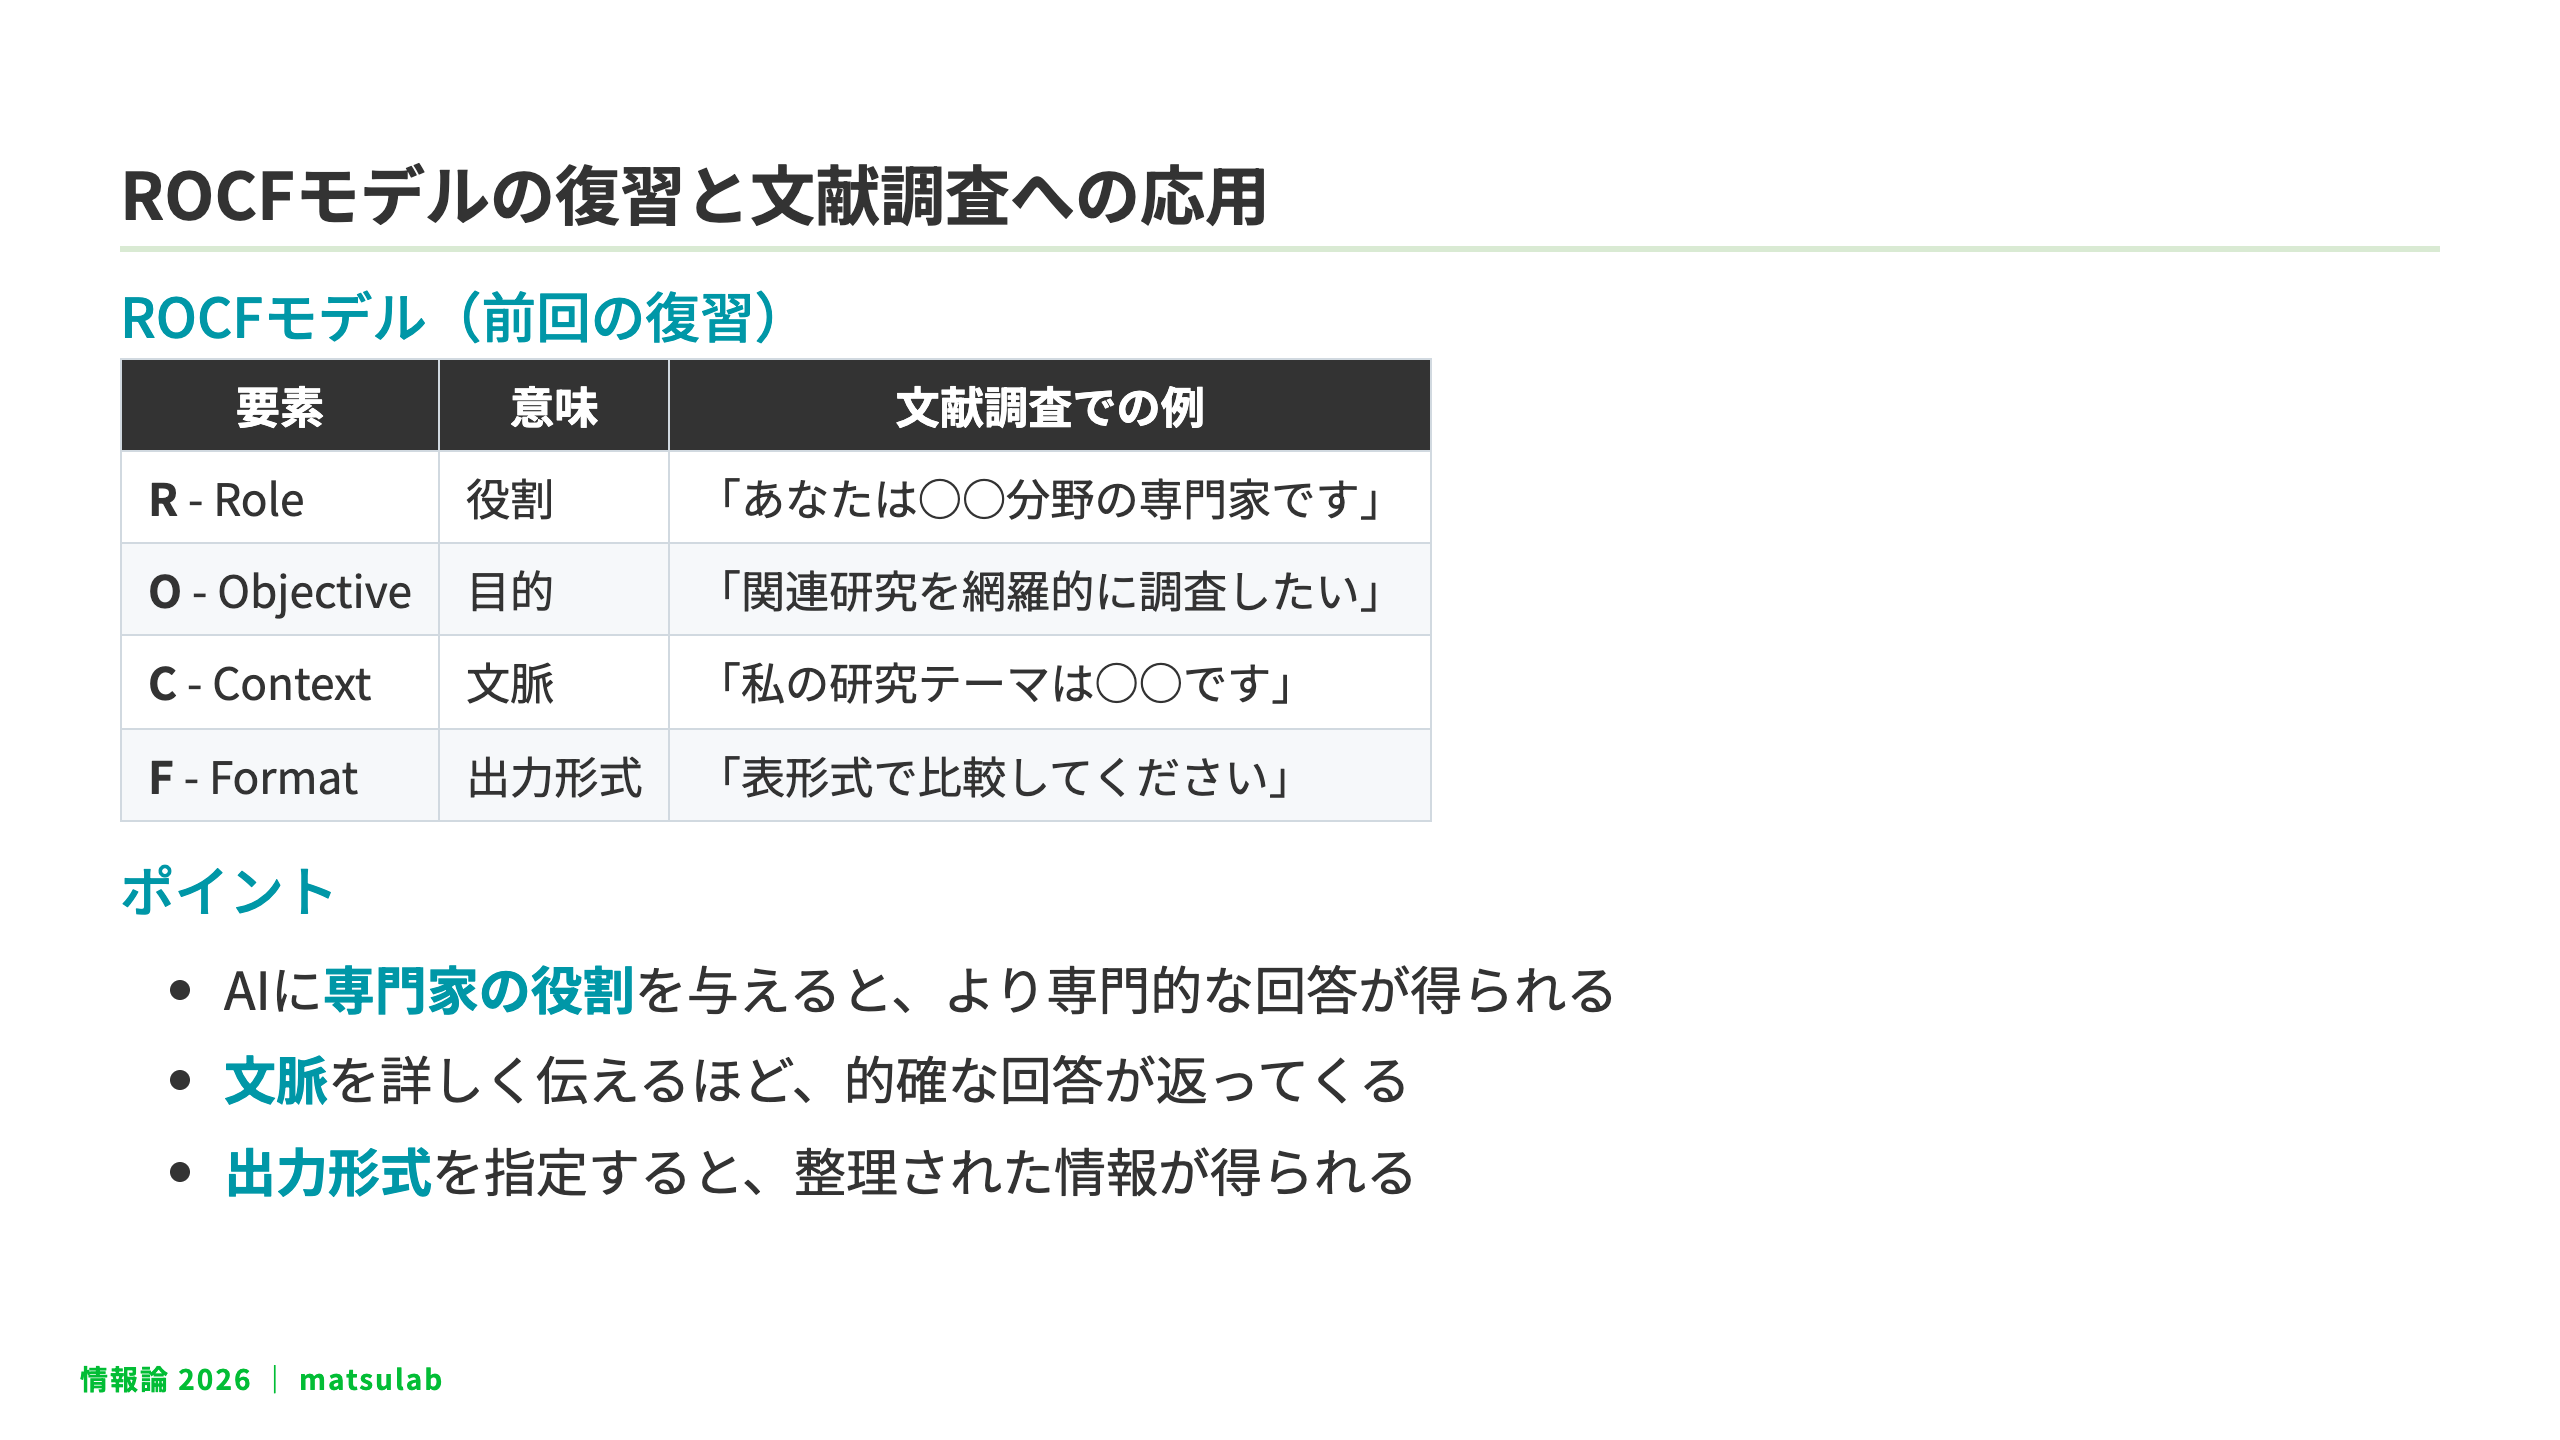 ROCFモデルの復習と文献調査への応用
ROCFモデル（前回の復習）
要素 意味 文献調査での例
R - Role 役割 「あなたは〇〇分野の専門家です」
O - Objective 目的 「関連研究を網羅的に調査したい」
C - Context 文脈 「私の研究テーマは〇〇です」
F - Format 出力形式 「表形式で比較してください」
ポイント
• AIに専門家の役割を与えると、より専門的な回答が得られる
• 文脈を詳しく伝えるほど、的確な回答が返ってくる
• 出力形式を指定すると、整理された情報が得られる
情報論 2026 ｜ matsulab